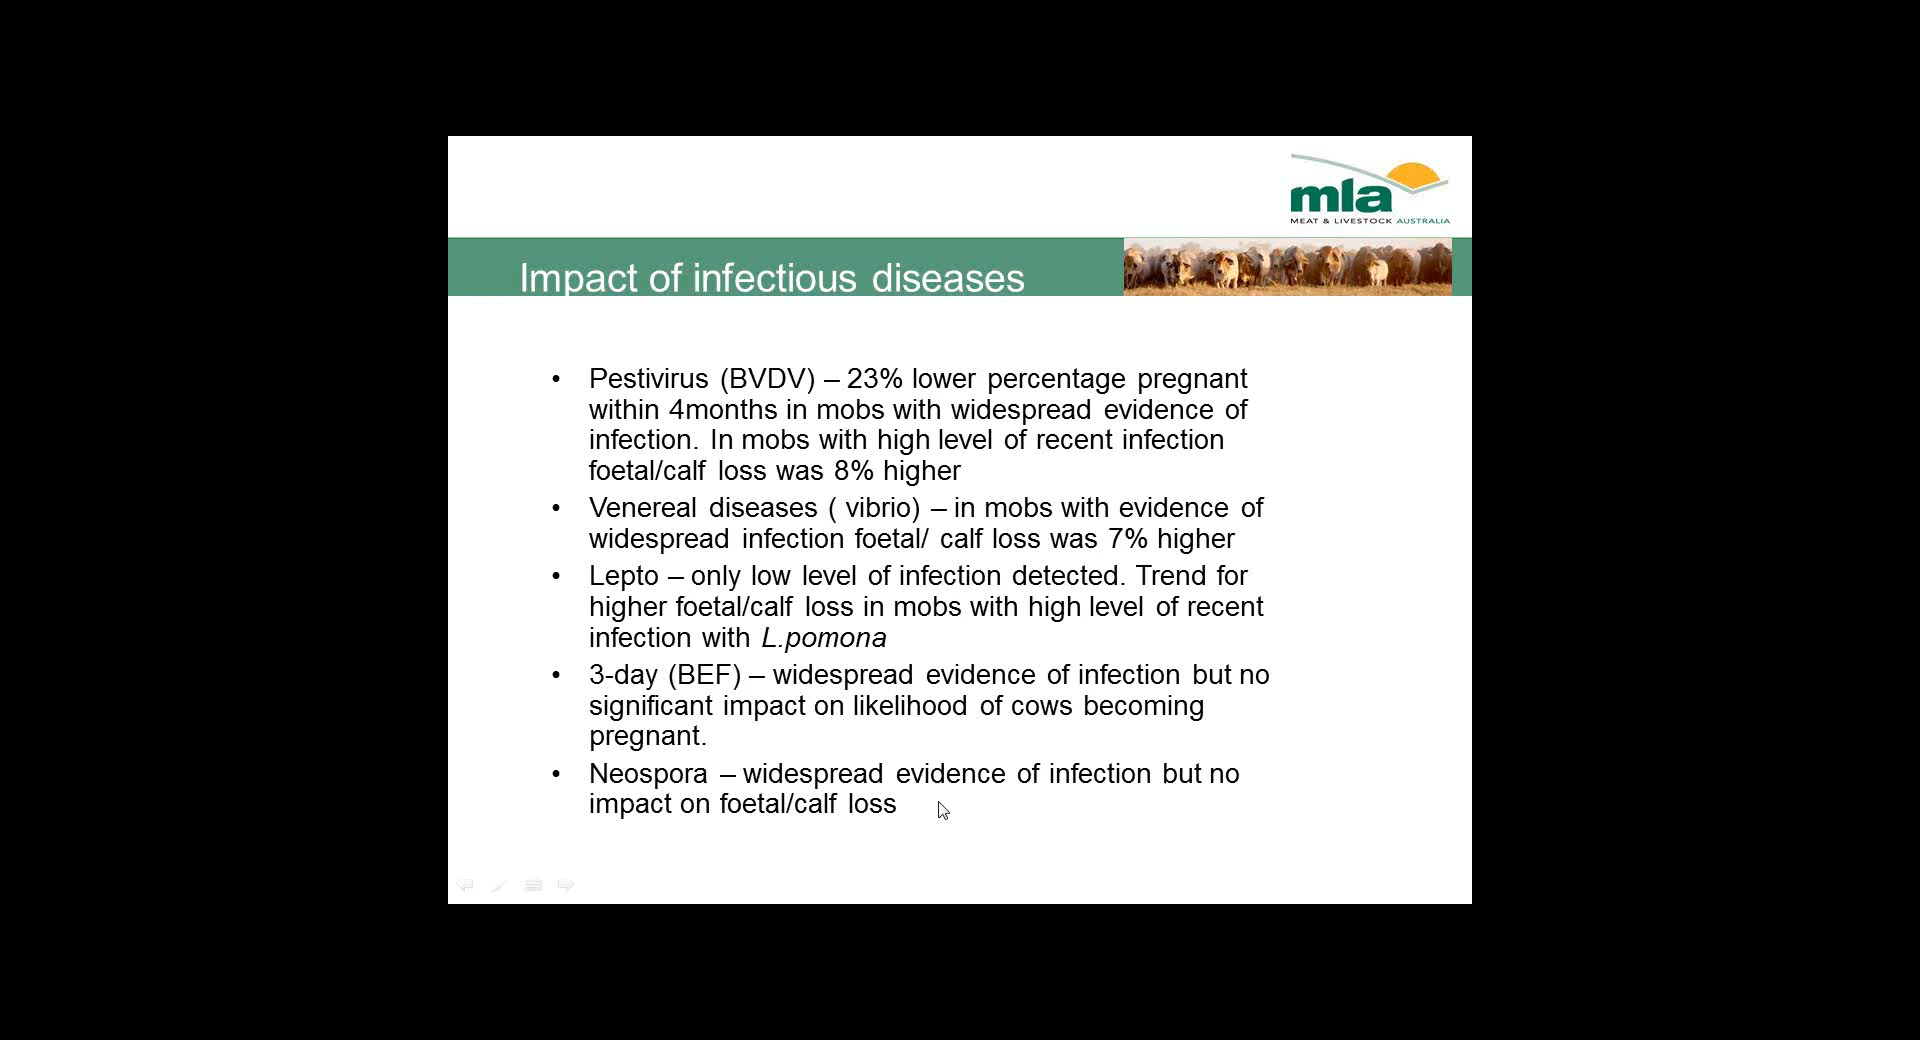 mla
MEAT & LIVESTOCK AUSTRALIA
Impact of infectious diseases
• Pestivirus (BVDV) – 23% lower percentage pregnant
within 4months in mobs with widespread evidence of
infection. In mobs with high level of recent infection
foetal/calf loss was 8% higher
• Venereal diseases ( vibrio) – in mobs with evidence of
widespread infection foetal/ calf loss was 7% higher
• Lepto – only low level of infection detected. Trend for
higher foetal/calf loss in mobs with high level of recent
infection with L.pomona
• 3-day (BEF) – widespread evidence of infection but no
significant impact on likelihood of cows becoming
pregnant.
• Neospora – widespread evidence of infection but no
impact on foetal/calf loss